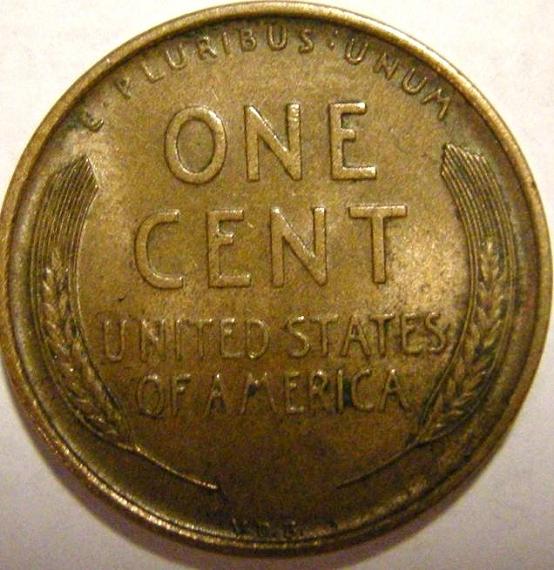 E·PLURIBUS·UNUM
ONE
CENT
UNITED STATES
OF AMERICA
V.D.B.